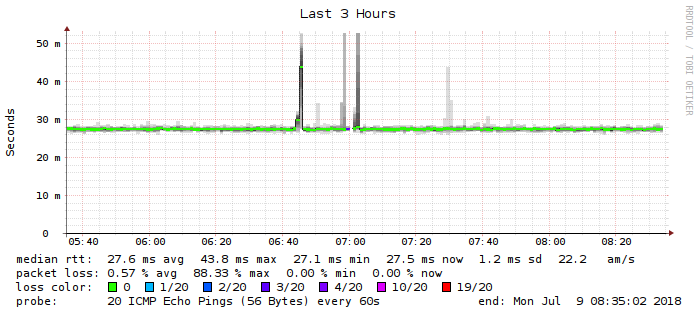 Last 3 Hours
RRDTOOL / TOBI OETIKER
Seconds
50 m
40 m
30 m
20 m
10 m
0
05:40 06:00 06:20 06:40 07:00 07:20 07:40 08:00 08:20
median rtt: 27.6 ms avg 43.8 ms max 27.1 ms min 27.5 ms now 1.2 ms sd 22.2 am/s
packet loss: 0.57 % avg 88.33 % max 0.00 % min 0.00 % now
loss color: 0 1/20 2/20 3/20 4/20 10/20 19/20
probe: 20 ICMP Echo Pings (56 Bytes) every 60s end: Mon Jul 9 08:35:02 2018